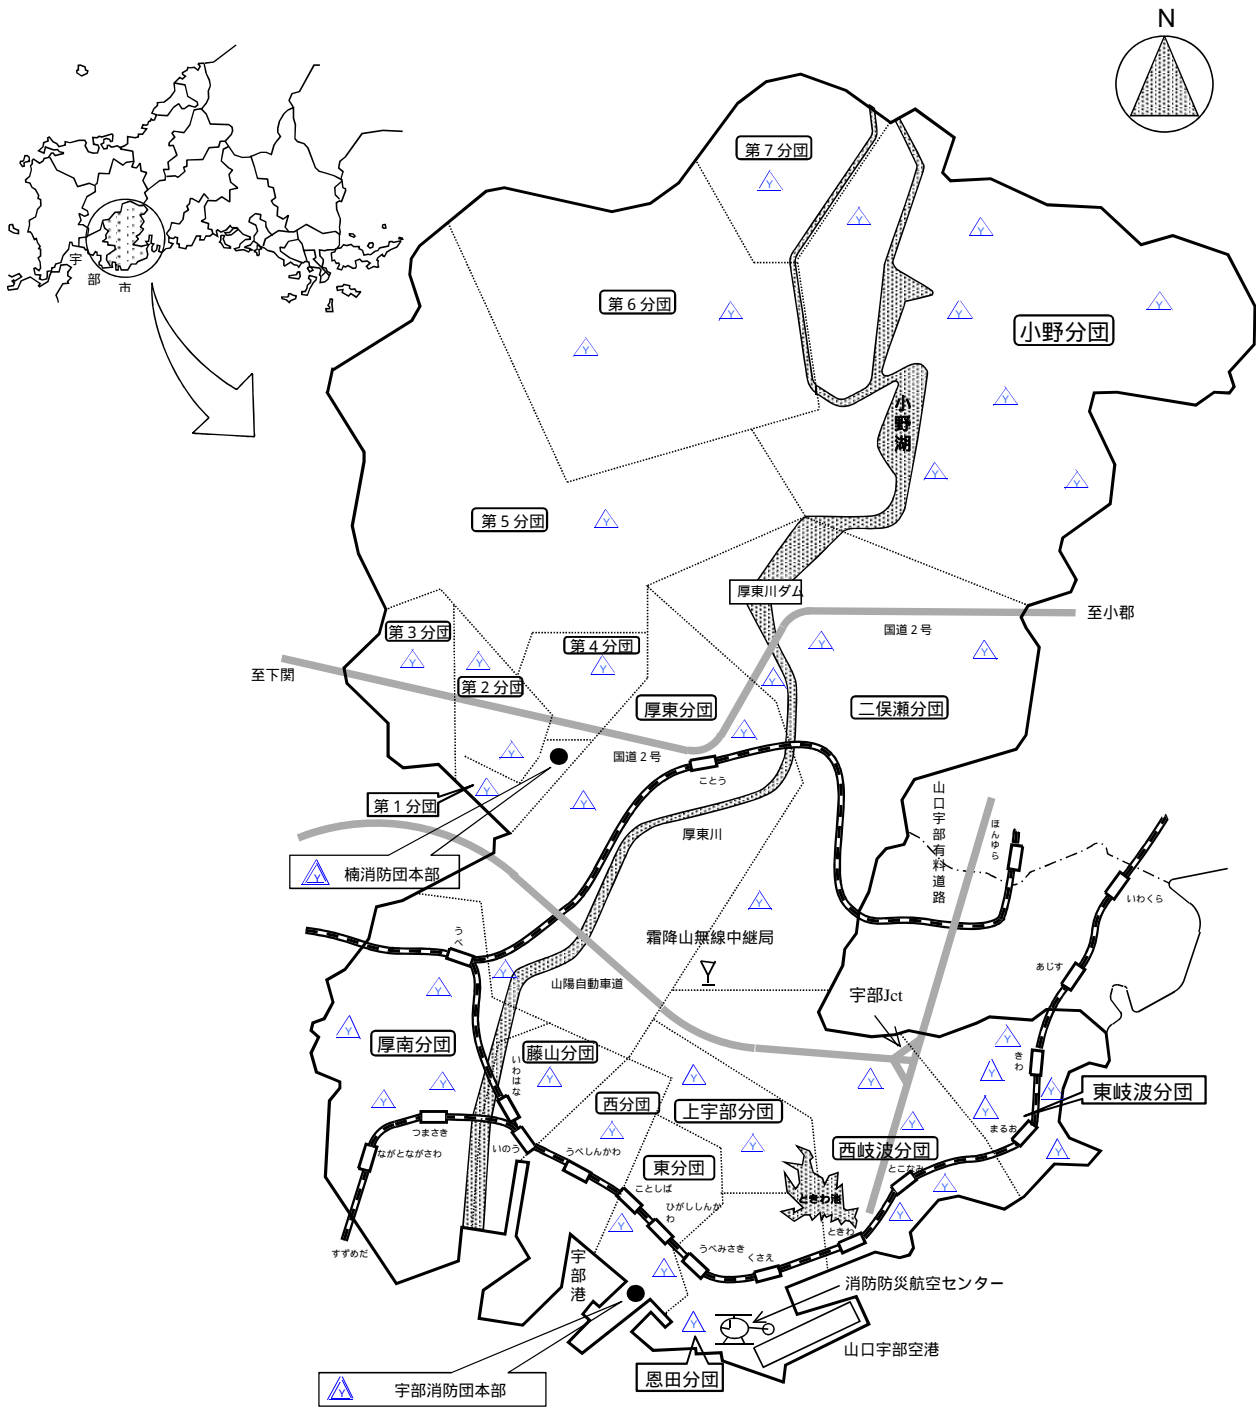 N
宇部市
第７分団
第６分団
小野分団
小野湖
第５分団
厚東川ダム
至小郡
国道２号
第３分団
第４分団
至下関
第２分団
厚東分団
二俣瀬分団
国道２号
ことう
第１分団
山口宇部有料道路
ほんゆら
厚東川
楠消防団本部
いわくら
うべ
霜降山無線中継局
あじす
山陽自動車道
宇部Jct
厚南分団
藤山分団
いわはな
きわ
東岐波分団
西分団
上宇部分団
つまさき
まるお
いのう
うべしんかわ
西岐波分団
ながとながさわ
東分団
とこなみ
ことしば
ときわ池
ひがししんかわ
ときわ
すずめだ
うべみさき
くさえ
宇部港
消防防災航空センター
山口宇部空港
恩田分団
宇部消防団本部